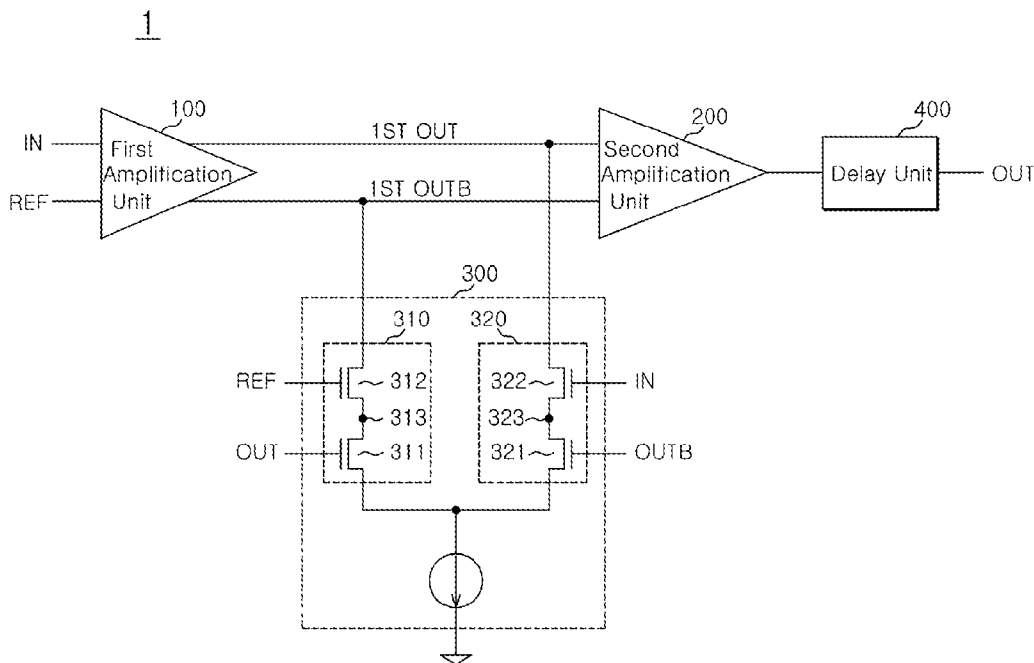 1
100
200
400
IN
First
Amplification
Unit
REF
1ST OUT
1ST OUTB
Second
Amplification
Unit
Delay Unit
OUT
300
310
320
REF
312
322
IN
313
323
OUT
311
321
OUTB